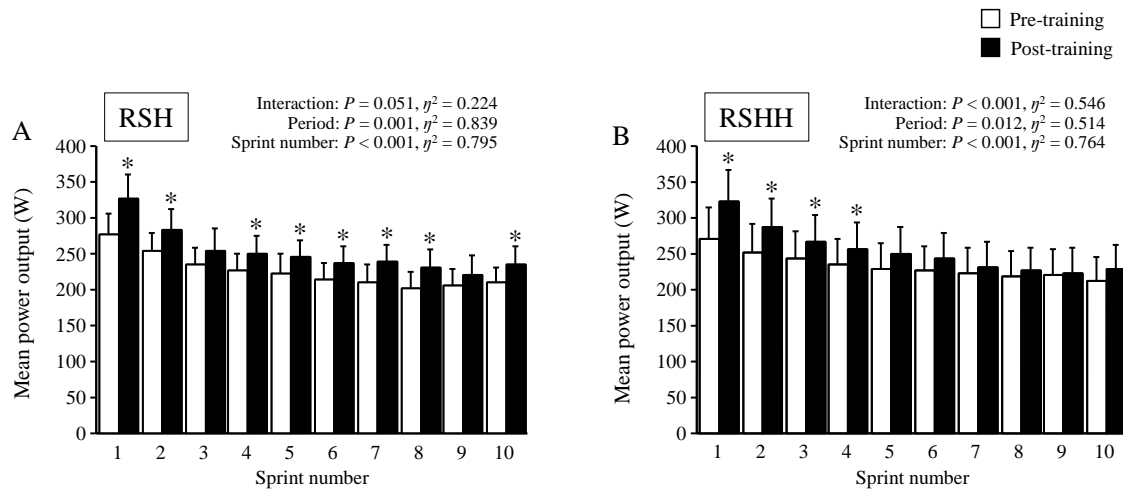 Pre-training
Post-training
A
RSH
Interaction: P = 0.051, η² = 0.224
Period: P = 0.001, η² = 0.839
Sprint number: P < 0.001, η² = 0.795
Mean power output (W)
400
350
300
250
200
150
100
50
0
* * * * * * * * *
1 2 3 4 5 6 7 8 9 10
Sprint number
B
RSHH
Interaction: P < 0.001, η² = 0.546
Period: P = 0.012, η² = 0.514
Sprint number: P < 0.001, η² = 0.764
Mean power output (W)
400
350
300
250
200
150
100
50
0
* * * *
1 2 3 4 5 6 7 8 9 10
Sprint number